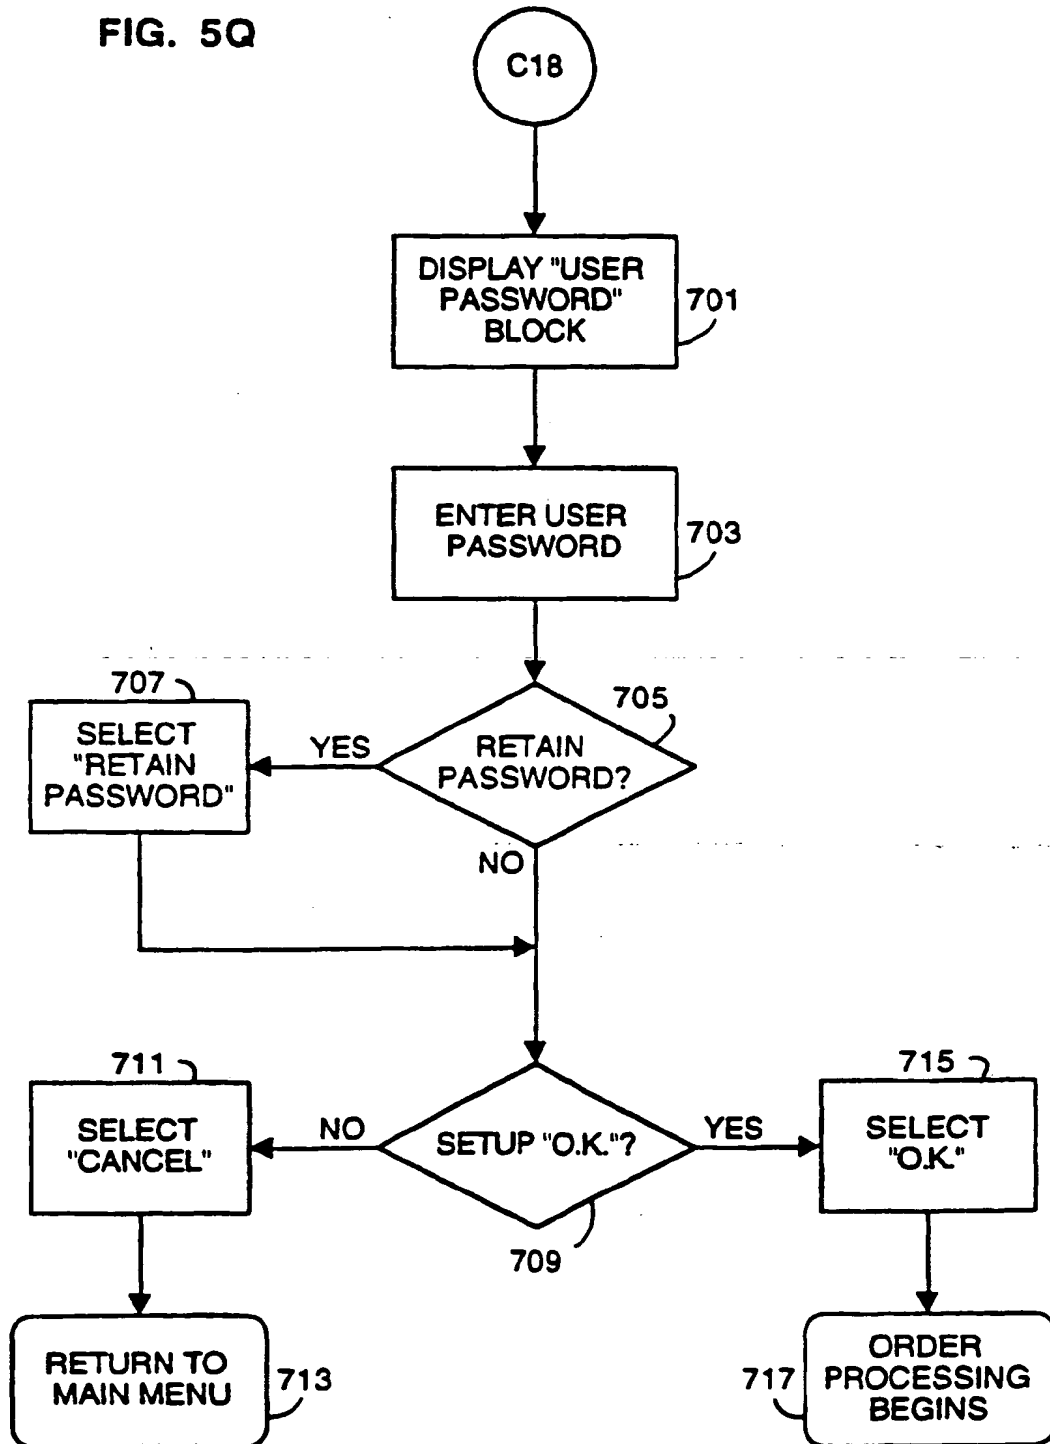 FIG. 5Q
C18
DISPLAY "USER
PASSWORD"
BLOCK
701
ENTER USER
PASSWORD
703
707
SELECT
"RETAIN
PASSWORD"
YES
RETAIN
PASSWORD?
705
NO
711
SELECT
"CANCEL"
NO
SETUP "O.K."?
709
YES
715
SELECT
"O.K."
RETURN TO
MAIN MENU
713
717
ORDER
PROCESSING
BEGINS